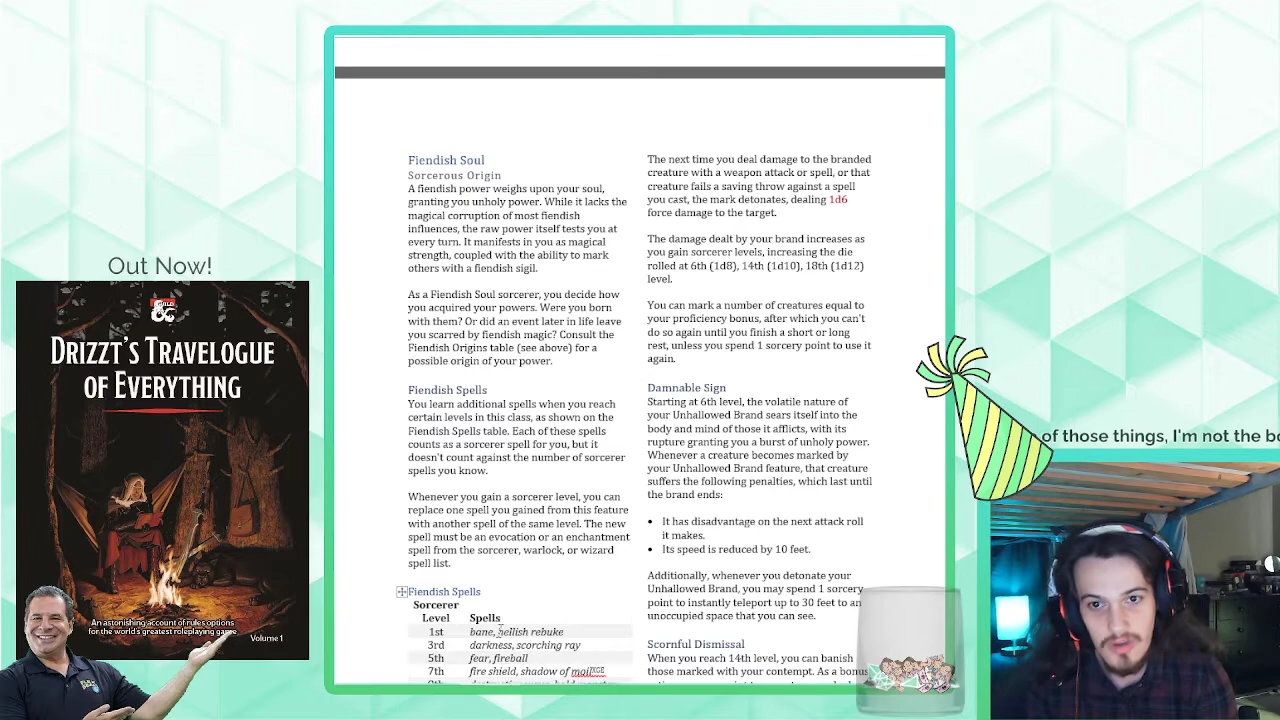 Out Now!
DRIZZT'S TRAVELOGUE
OF EVERYTHING
An astonishing account of rules options
for the world's greatest roleplaying game
Volume 1
Fiendish Soul
Sorcerous Origin
A fiendish power weighs upon your soul,
granting you unholy power. While it lacks the
magical corruption of most fiendish
influences, the raw power itself tests you at
every turn. It manifests in you as magical
strength, coupled with the ability to mark
others with a fiendish sigil.
As a Fiendish Soul sorcerer, you decide how
you acquired your powers. Were you born
with them? Or did an event later in life leave
you scarred by fiendish magic? Consult the
Fiendish Origins table (see above) for a
possible origin of your power.
Fiendish Spells
You learn additional spells when you reach
certain levels in this class, as shown on the
Fiendish Spells table. Each of these spells
counts as a sorcerer spell for you, but it
doesn't count against the number of sorcerer
spells you know.
Whenever you gain a sorcerer level, you can
replace one spell you gained from this feature
with another spell of the same level. The new
spell must be an evocation or an enchantment
spell from the sorcerer, warlock, or wizard
spell list.
Fiendish Spells
Sorcerer
Level Spells
1st bane, hellish rebuke
3rd darkness, scorching ray
5th fear, fireball
7th fire shield, shadow of moil XGE
The next time you deal damage to the branded
creature with a weapon attack or spell, or that
creature fails a saving throw against a spell
you cast, the mark detonates, dealing 1d6
force damage to the target.
The damage dealt by your brand increases as
you gain sorcerer levels, increasing the die
rolled at 6th (1d8), 14th (1d10), 18th (1d12)
level.
You can mark a number of creatures equal to
your proficiency bonus, after which you can't
do so again until you finish a short or long
rest, unless you spend 1 sorcery point to use it
again.
Damnable Sign
Starting at 6th level, the volatile nature of
your Unhallowed Brand sears itself into the
body and mind of those it afflicts, with its
rupture granting you a burst of unholy power.
Whenever a creature becomes marked by
your Unhallowed Brand feature, that creature
suffers the following penalties, which last until
the brand ends:
• It has disadvantage on the next attack roll
it makes.
• Its speed is reduced by 10 feet.
Additionally, whenever you detonate your
Unhallowed Brand, you may spend 1 sorcery
point to instantly teleport up to 30 feet to an
unoccupied space that you can see.
Scornful Dismissal
When you reach 14th level, you can banish
those marked with your contempt. As a bonus
of those things, I'm not the bo